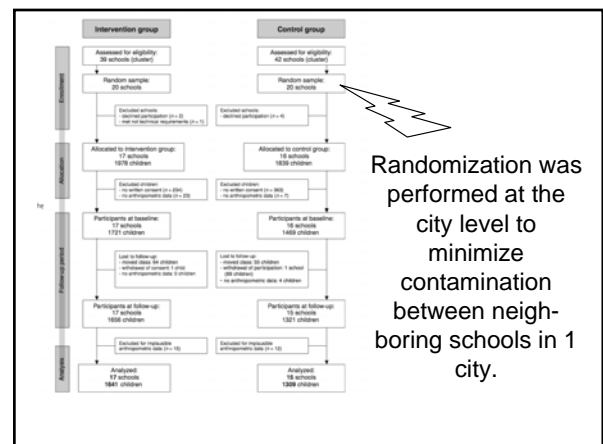 Intervention group
Control group
Assessed for eligibility:
39 schools (cluster)
Assessed for eligibility:
42 schools (cluster)
Enrolment
Random sample:
20 schools
Random sample:
20 schools
Excluded schools:
- declined participation (n = 2)
- met not technical requirements (n = 1)
Excluded schools:
- declined participation (n = 4)
Allocation
Allocated to intervention group:
17 schools
1978 children
Allocated to control group:
16 schools
1839 children
Excluded children:
- no written consent (n = 234)
- no anthropometric data (n = 23)
Excluded children:
- no written consent (n = 363)
- no anthropometric data (n = 7)
he
Follow-up period
Participants at baseline:
17 schools
1721 children
Participants at baseline:
16 schools
1469 children
Lost to follow-up:
- moved class: 64 children
- withdrawal of consent: 1 child
- no anthropometric data: children
Lost to follow-up:
- moved class: children
- withdrawal of participation: 1 school
children)
- no anthropometric data: 4 children
Participants at follow-up:
17 schools
1656 children
Participants at follow-up:
15 schools
1321 children
Excluded for implausible
anthropometric data (n = 15)
Excluded for implausible
anthropometric data (n = 12)
Analysis
Analyzed:
17 schools
1641 children
Analyzed:
15 schools
1309 children
Randomization was
performed at the
city level to
minimize
contamination
between neigh-
boring schools in 1
city.